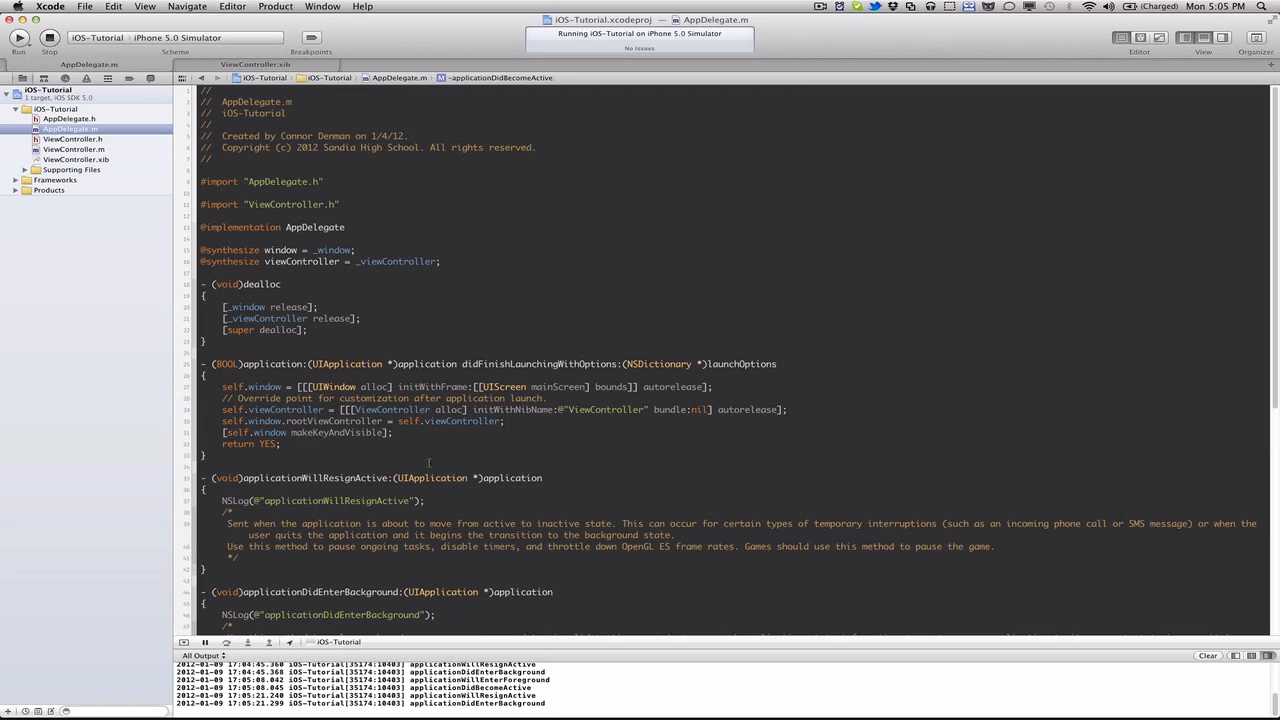 Xcode File Edit View Navigate Editor Product Window Help
(Charged) Mon 5:05 PM
iOS-Tutorial.xcodeproj — AppDelegate.m
Run Stop
iOS-Tutorial iPhone 5.0 Simulator
Scheme
Breakpoints
Running iOS-Tutorial on iPhone 5.0 Simulator
No Issues
Editor
View
Organizer
AppDelegate.m
ViewController.xib
iOS-Tutorial
iOS-Tutorial
AppDelegate.m
-applicationDidBecomeActive:
iOS-Tutorial
1 target, iOS SDK 5.0
iOS-Tutorial
AppDelegate.h
AppDelegate.m
ViewController.h
ViewController.m
ViewController.xib
Supporting Files
Frameworks
Products
//
// AppDelegate.m
// iOS-Tutorial
//
// Created by Connor Denman on 1/4/12.
// Copyright (c) 2012 Sandia High School. All rights reserved.
//
#import "AppDelegate.h"
#import "ViewController.h"
@implementation AppDelegate
@synthesize window = _window;
@synthesize viewController = _viewController;
- (void)dealloc
{
[_window release];
[_viewController release];
[super dealloc];
}
- (BOOL)application:(UIApplication *)application didFinishLaunchingWithOptions:(NSDictionary *)launchOptions
{
self.window = [[[UIWindow alloc] initWithFrame:[[UIScreen mainScreen] bounds]] autorelease];
// Override point for customization after application launch.
self.viewController = [[[ViewController alloc] initWithNibName:@"ViewController" bundle:nil] autorelease];
self.window.rootViewController = self.viewController;
[self.window makeKeyAndVisible];
return YES;
}
- (void)applicationWillResignActive:(UIApplication *)application
{
NSLog(@"applicationWillResignActive");
/*
Sent when the application is about to move from active to inactive state. This can occur for certain types of temporary interruptions (such as an incoming phone call or SMS message) or when the
user quits the application and it begins the transition to the background state.
Use this method to pause ongoing tasks, disable timers, and throttle down OpenGL ES frame rates. Games should use this method to pause the game.
*/
}
- (void)applicationDidEnterBackground:(UIApplication *)application
{
NSLog(@"applicationDidEnterBackground");
/*
iOS-Tutorial
All Output
Clear
2012-01-09 17:04:45.360 iOS-Tutorial[35174:10403] applicationWillResignActive
2012-01-09 17:04:45.368 iOS-Tutorial[35174:10403] applicationDidEnterBackground
2012-01-09 17:05:08.042 iOS-Tutorial[35174:10403] applicationWillEnterForeground
2012-01-09 17:05:08.045 iOS-Tutorial[35174:10403] applicationDidBecomeActive
2012-01-09 17:05:21.240 iOS-Tutorial[35174:10403] applicationWillResignActive
2012-01-09 17:05:21.299 iOS-Tutorial[35174:10403] applicationDidEnterBackground